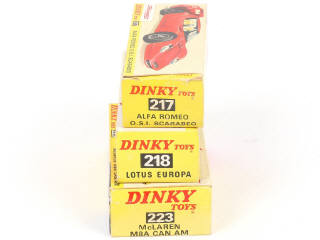 DINKY TOYS
217
ALFA ROMEO
O.S.I. SCARABEO
DINKY TOYS
218
LOTUS EUROPA
DINKY TOYS
223
McLAREN
M8A CAN AM